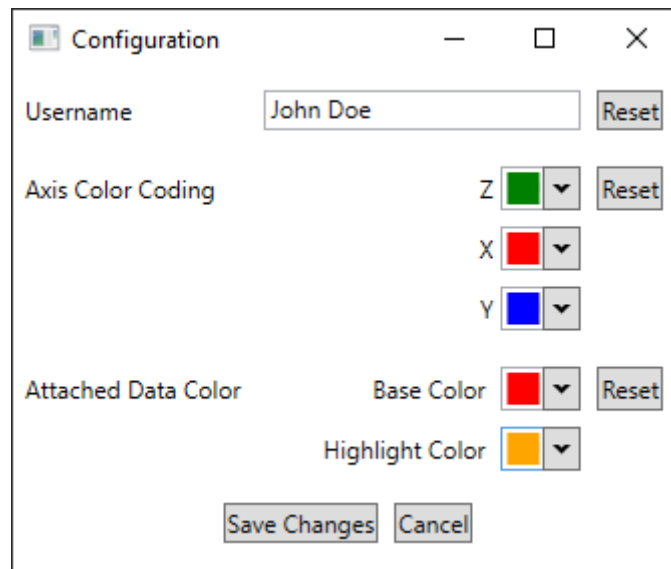 Configuration
Username John Doe Reset
Axis Color Coding Z Reset
X
Y
Attached Data Color Base Color Reset
Highlight Color
Save Changes Cancel